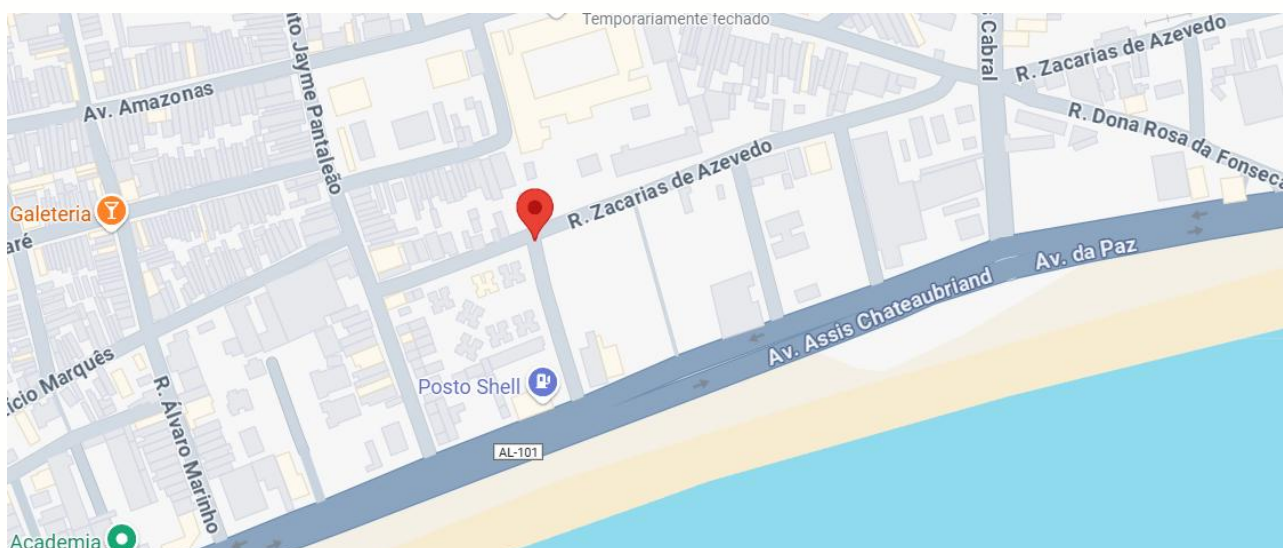 Temporariamente fechado
Av. Amazonas
nto Jayme Pantaleão
Cabral
R. Zacarias de Azevedo
R. Dona Rosa da Fonseca
R. Zacarias de Azevedo
Galeteria
aré
Av. da Paz
Av. Assis Chateaubriand
Posto Shell
ício Marquês
R. Álvaro Marinho
AL-101
Academia